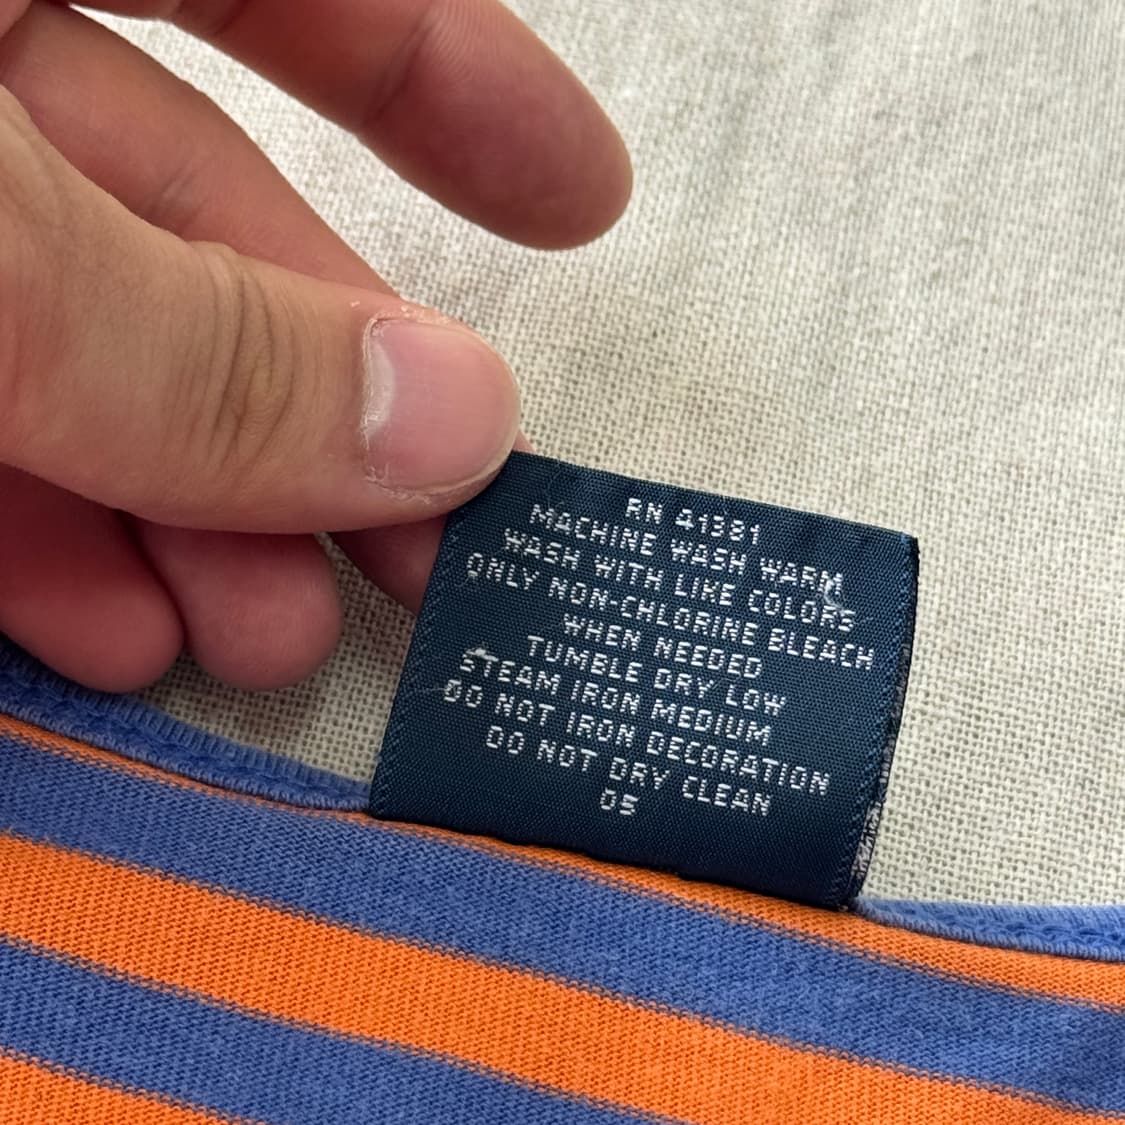 RN 41381
MACHINE WASH WARM
WASH WITH LIKE COLORS
ONLY NON-CHLORINE BLEACH
WHEN NEEDED
TUMBLE DRY LOW
STEAM IRON MEDIUM
DO NOT IRON DECORATION
DO NOT DRY CLEAN
05